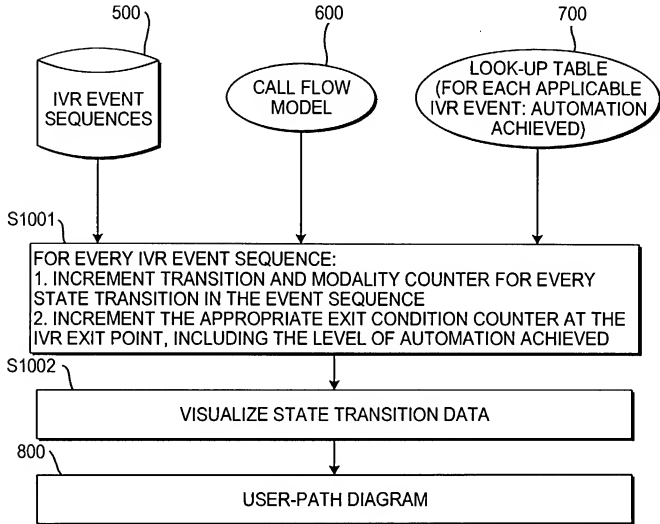 500
600
700
IVR EVENT
SEQUENCES
CALL FLOW
MODEL
LOOK-UP TABLE
(FOR EACH APPLICABLE
IVR EVENT: AUTOMATION
ACHIEVED)
S1001
FOR EVERY IVR EVENT SEQUENCE:
1. INCREMENT TRANSITION AND MODALITY COUNTER FOR EVERY
STATE TRANSITION IN THE EVENT SEQUENCE
2. INCREMENT THE APPROPRIATE EXIT CONDITION COUNTER AT THE
IVR EXIT POINT, INCLUDING THE LEVEL OF AUTOMATION ACHIEVED
S1002
VISUALIZE STATE TRANSITION DATA
800
USER-PATH DIAGRAM